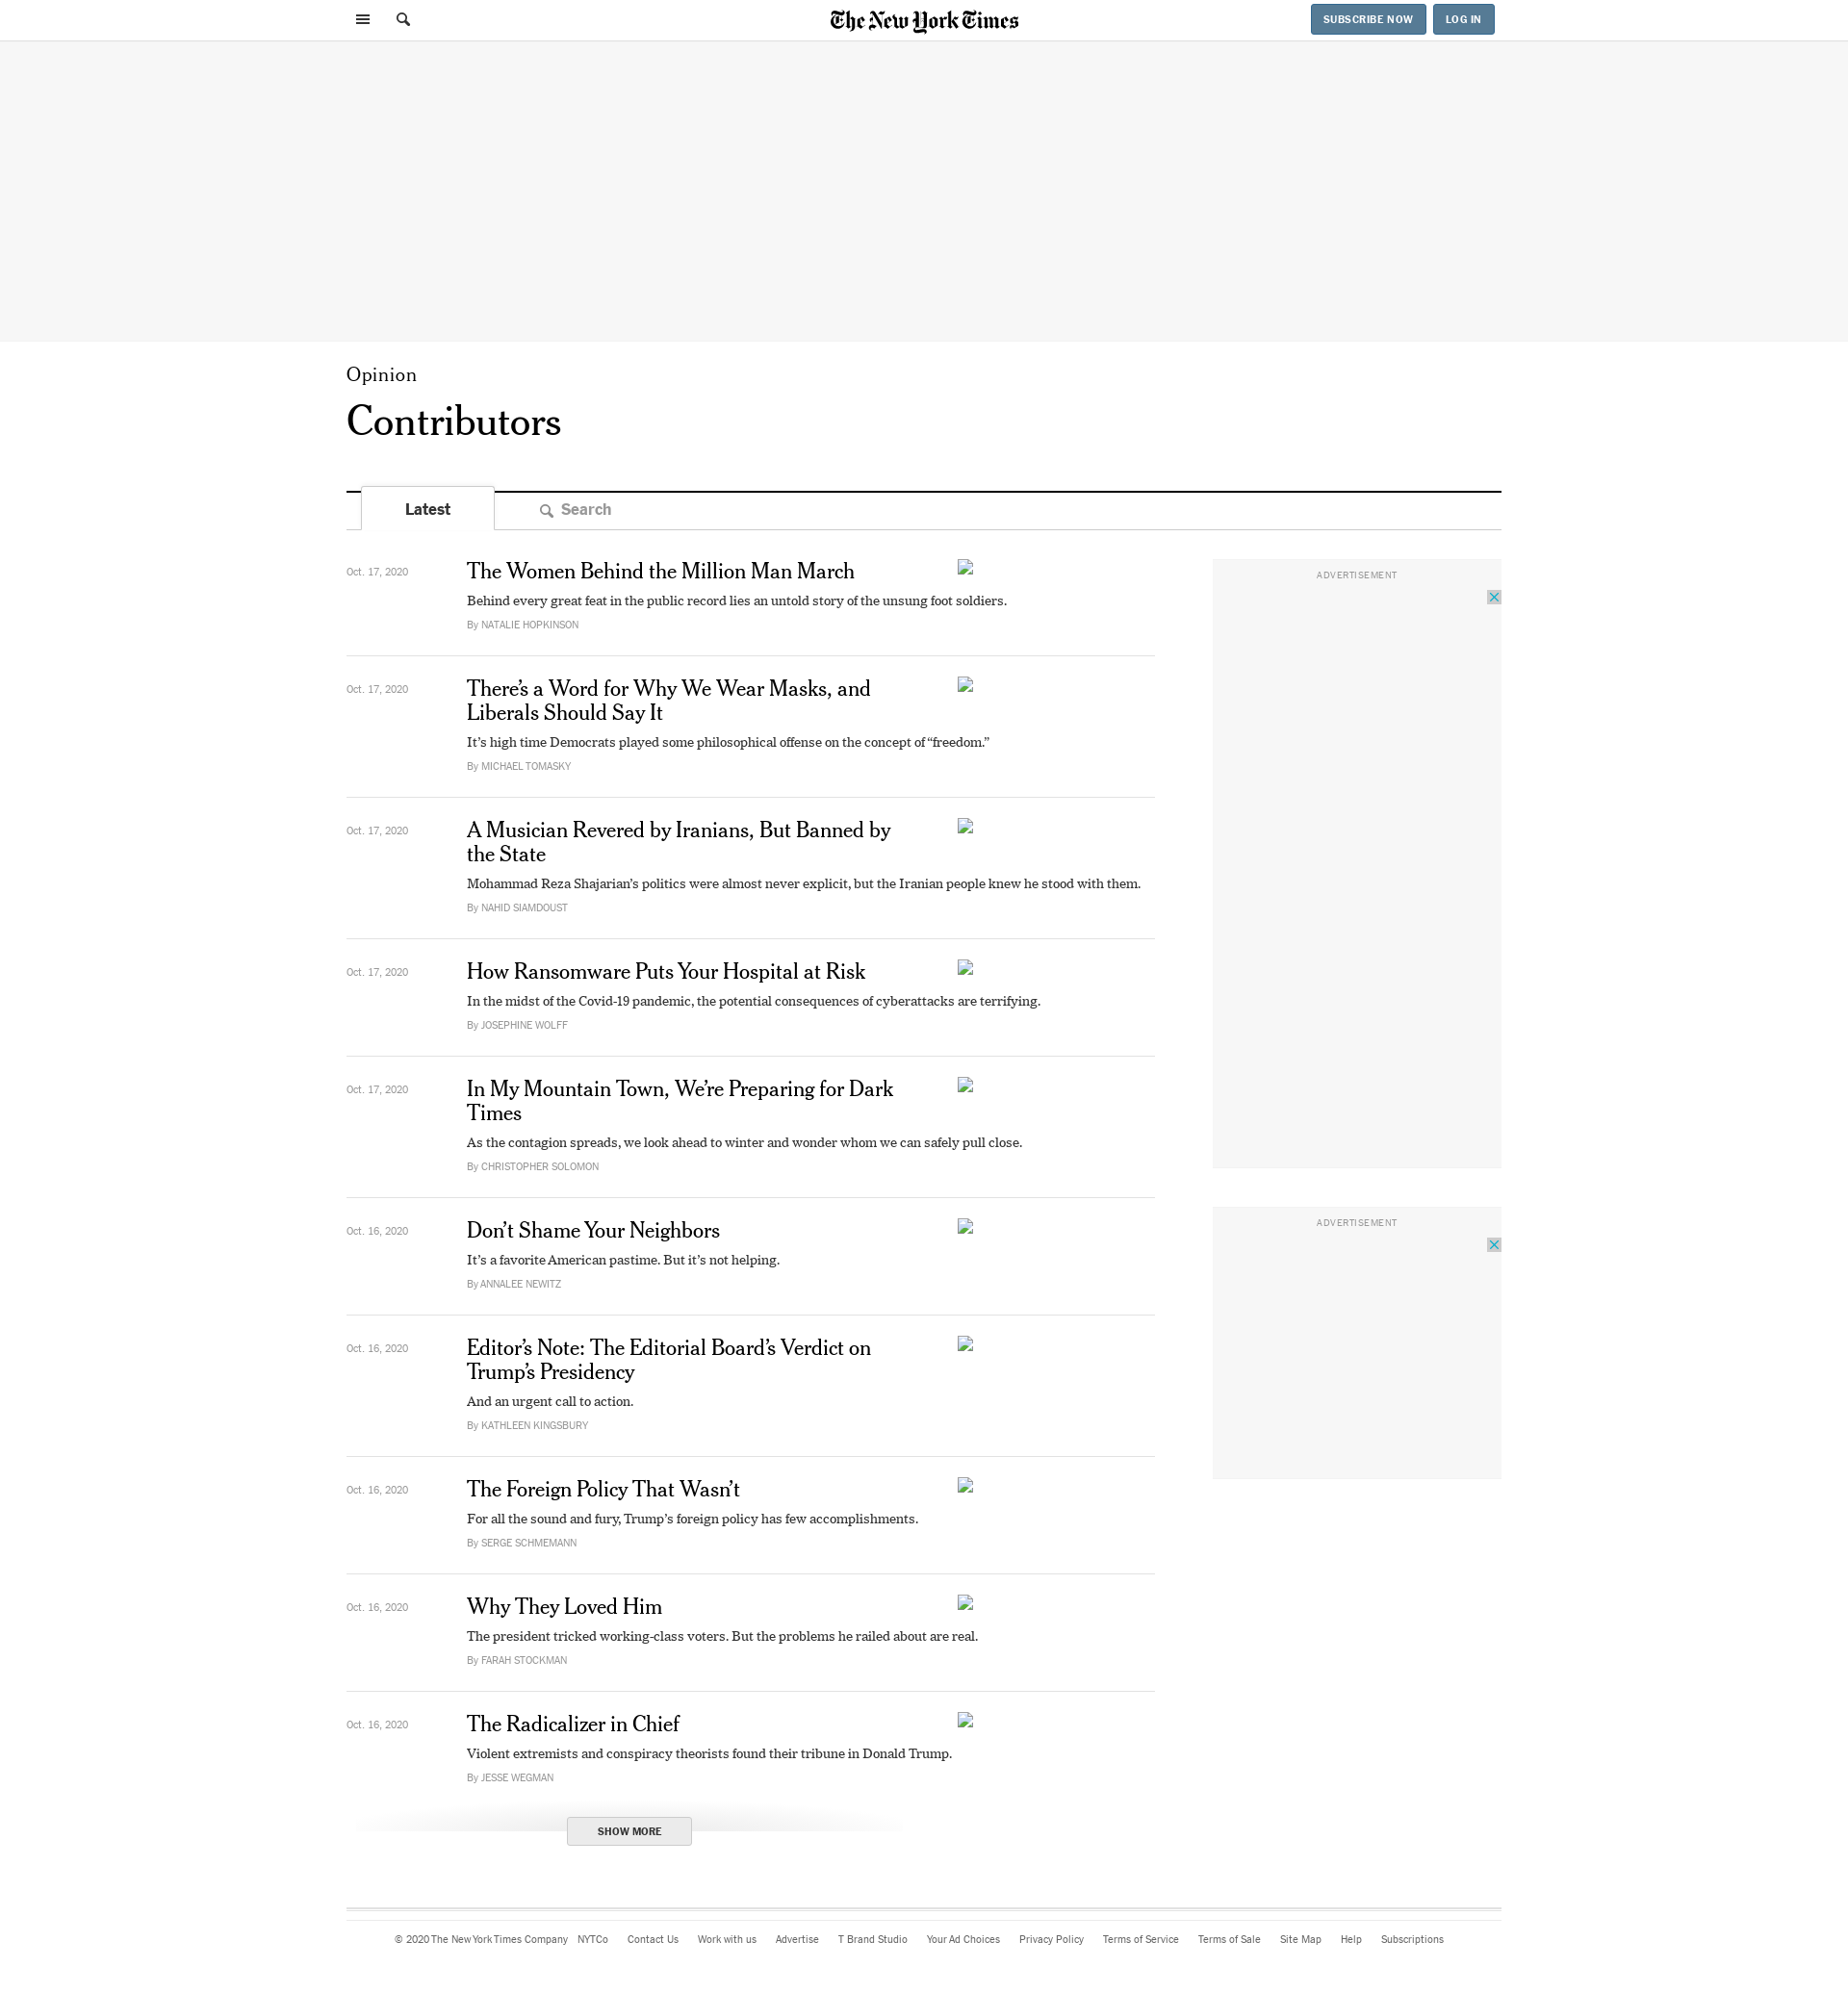 The New York Times
SUBSCRIBE NOW
LOG IN
Opinion
Contributors
Latest
Search
Oct. 17, 2020
The Women Behind the Million Man March
Behind every great feat in the public record lies an untold story of the unsung foot soldiers.
By NATALIE HOPKINSON
Oct. 17, 2020
There’s a Word for Why We Wear Masks, and
Liberals Should Say It
It’s high time Democrats played some philosophical offense on the concept of “freedom.”
By MICHAEL TOMASKY
Oct. 17, 2020
A Musician Revered by Iranians, But Banned by
the State
Mohammad Reza Shajarian’s politics were almost never explicit, but the Iranian people knew he stood with them.
By NAHID SIAMDOUST
Oct. 17, 2020
How Ransomware Puts Your Hospital at Risk
In the midst of the Covid-19 pandemic, the potential consequences of cyberattacks are terrifying.
By JOSEPHINE WOLFF
Oct. 17, 2020
In My Mountain Town, We’re Preparing for Dark
Times
As the contagion spreads, we look ahead to winter and wonder whom we can safely pull close.
By CHRISTOPHER SOLOMON
Oct. 16, 2020
Don’t Shame Your Neighbors
It’s a favorite American pastime. But it’s not helping.
By ANNALEE NEWITZ
Oct. 16, 2020
Editor’s Note: The Editorial Board’s Verdict on
Trump’s Presidency
And an urgent call to action.
By KATHLEEN KINGSBURY
Oct. 16, 2020
The Foreign Policy That Wasn’t
For all the sound and fury, Trump’s foreign policy has few accomplishments.
By SERGE SCHMEMANN
Oct. 16, 2020
Why They Loved Him
The president tricked working-class voters. But the problems he railed about are real.
By FARAH STOCKMAN
Oct. 16, 2020
The Radicalizer in Chief
Violent extremists and conspiracy theorists found their tribune in Donald Trump.
By JESSE WEGMAN
SHOW MORE
ADVERTISEMENT
ADVERTISEMENT
© 2020 The New York Times Company NYTCo Contact Us Work with us Advertise T Brand Studio Your Ad Choices Privacy Policy Terms of Service Terms of Sale Site Map Help Subscriptions